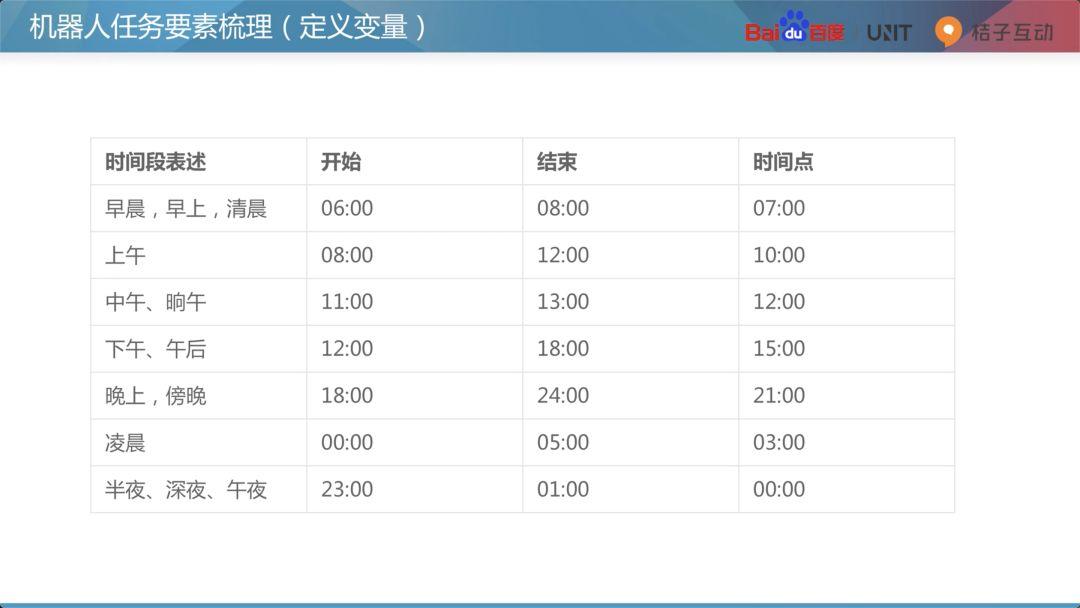 机器人任务要素梳理（定义变量）
Bai du 百度 UNIT 桔子互动
时间段表述 开始 结束 时间点
早晨，早上，清晨 06:00 08:00 07:00
上午 08:00 12:00 10:00
中午、晌午 11:00 13:00 12:00
下午、午后 12:00 18:00 15:00
晚上，傍晚 18:00 24:00 21:00
凌晨 00:00 05:00 03:00
半夜、深夜、午夜 23:00 01:00 00:00